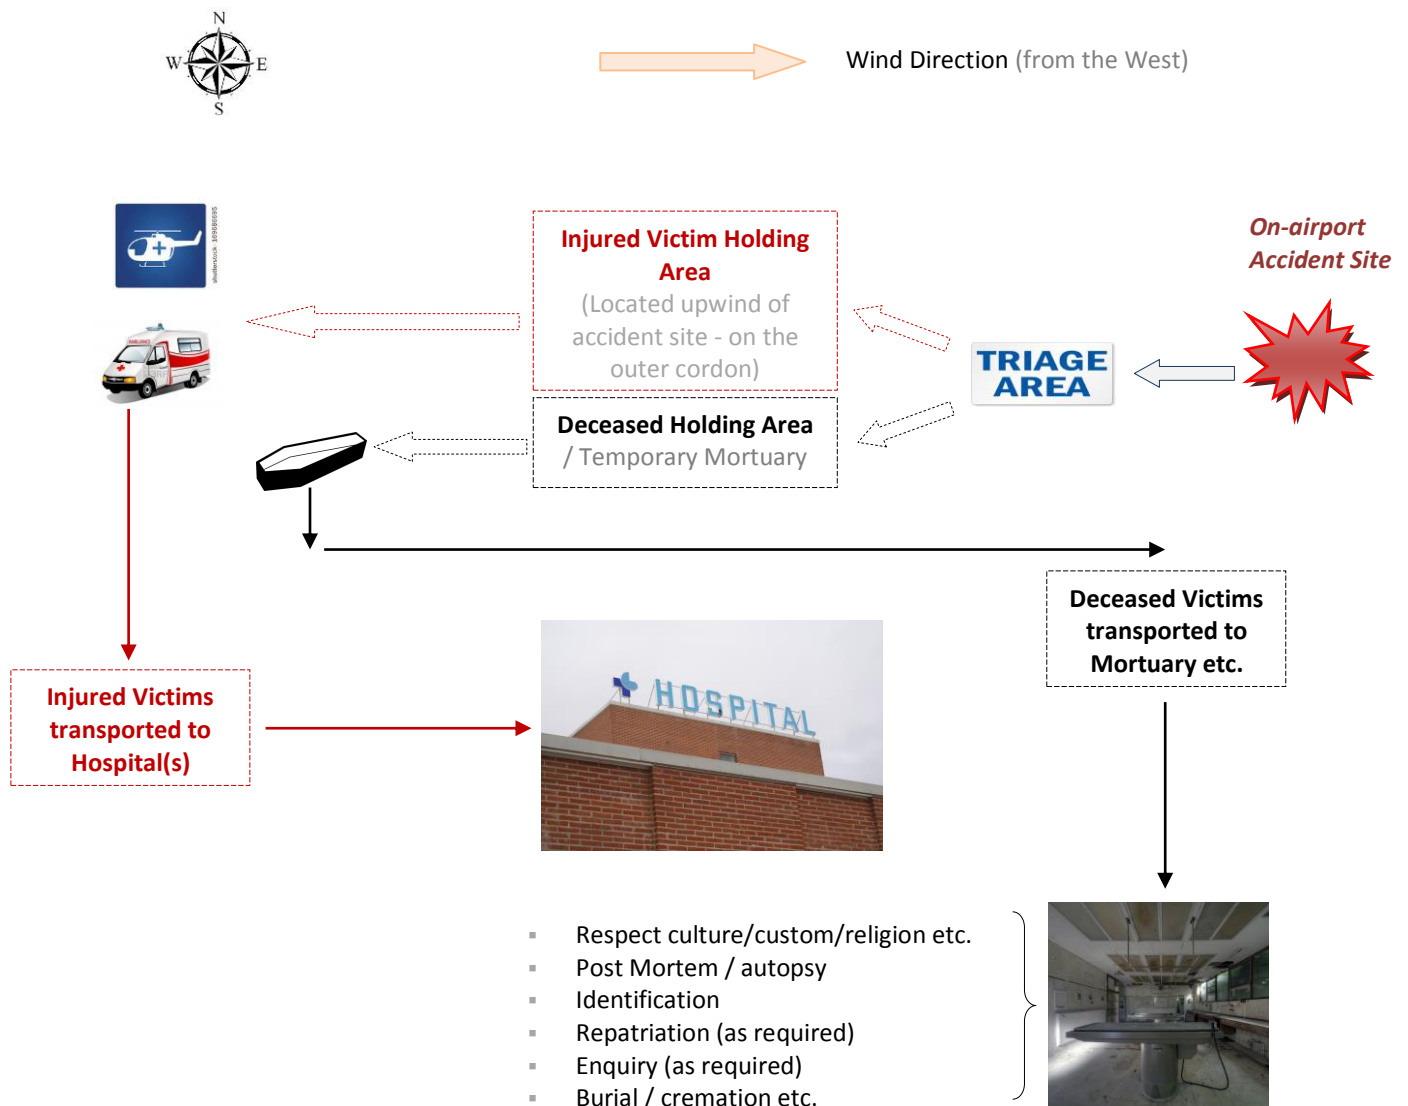 N
W
E
S
Wind Direction (from the West)
shutterstock 169686695
Injured Victim Holding
Area
(Located upwind of
accident site - on the
outer cordon)
On-airport
Accident Site
TRIAGE
AREA
AMBULANCE
Deceased Holding Area
/ Temporary Mortuary
Deceased Victims
transported to
Mortuary etc.
Injured Victims
transported to
Hospital(s)
HOSPITAL
▪ Respect culture/custom/religion etc.
▪ Post Mortem / autopsy
▪ Identification
▪ Repatriation (as required)
▪ Enquiry (as required)
▪ Burial / cremation etc.